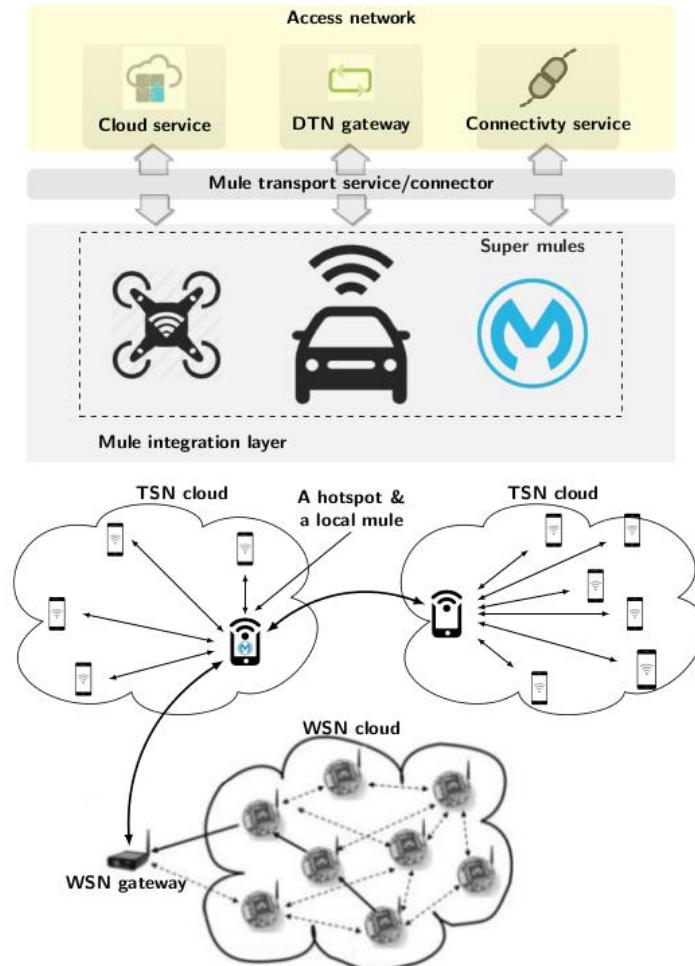 Access network
Cloud service
DTN gateway
Connectivty service
Mule transport service/connector
Super mules
Mule integration layer
TSN cloud
A hotspot &
a local mule
TSN cloud
WSN cloud
WSN gateway